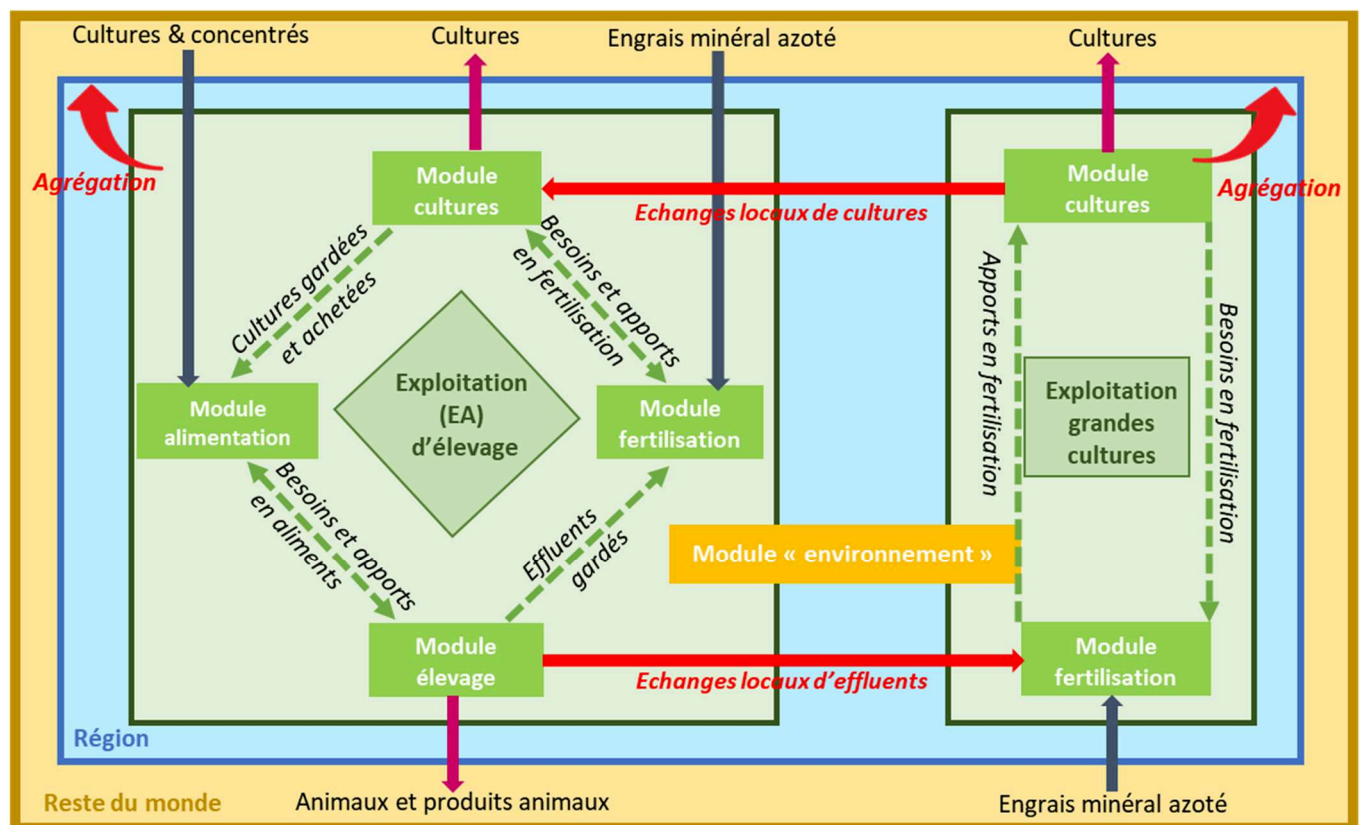 Cultures & concentrés
Cultures
Engrais minéral azoté
Cultures
Agrégation
Module
cultures
Echanges locaux de cultures
Module
cultures
Agrégation
Cultures gardées
et achetées
Besoins et apports
en fertilisation
Apports en fertilisation
Besoins en fertilisation
Module
alimentation
Exploitation
(EA)
d’élevage
Module
fertilisation
Exploitation
grandes
cultures
Besoins et apports
en aliments
Effluents
gardés
Module « environnement »
Module
élevage
Echanges locaux d’effluents
Module
fertilisation
Région
Reste du monde
Animaux et produits animaux
Engrais minéral azoté